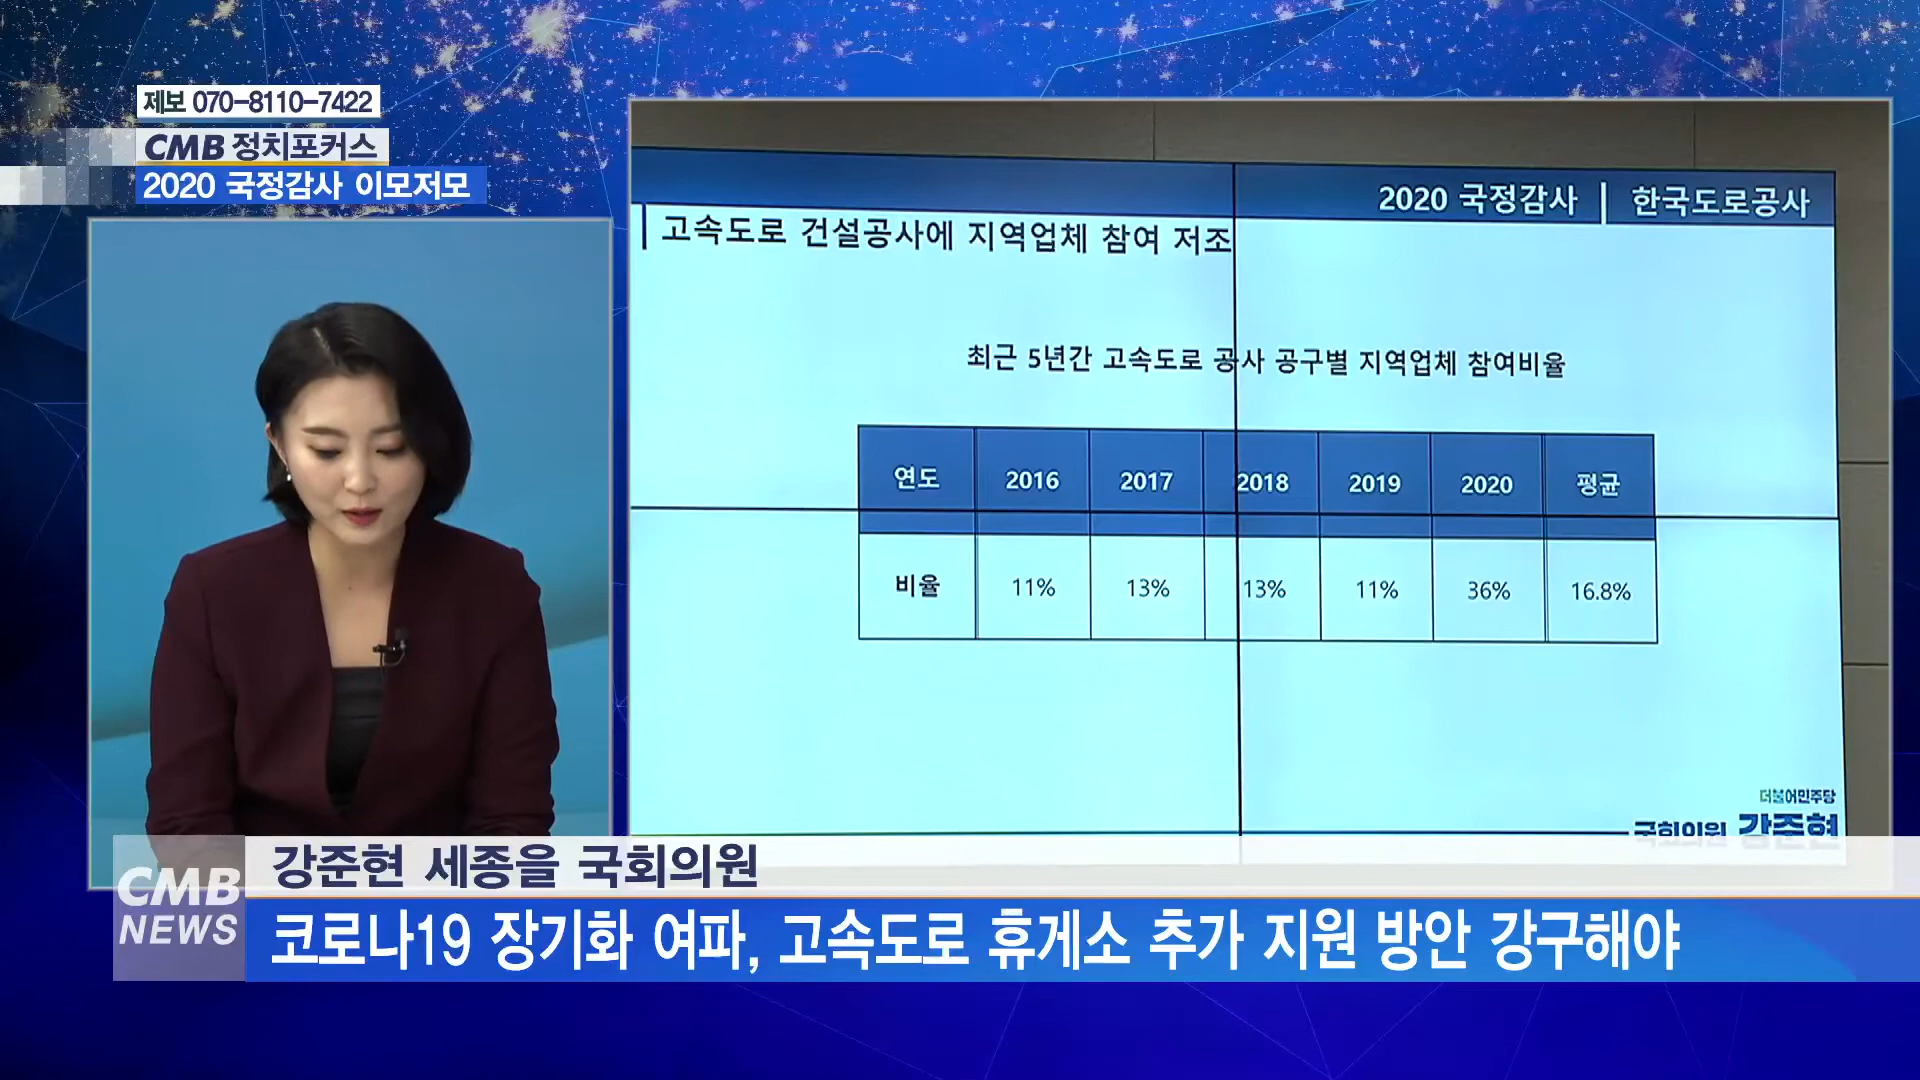 제보 070-8110-7422
CMB 정치포커스
2020 국정감사 이모저모
2020 국정감사 | 한국도로공사
고속도로 건설공사에 지역업체 참여 저조
최근 5년간 고속도로 공사 공구별 지역업체 참여비율
연도 2016 2017 2018 2019 2020 평균
비율 11% 13% 13% 11% 36% 16.8%
더불어민주당
국회의원 강준현
강준현 세종을 국회의원
CMB NEWS
코로나19 장기화 여파, 고속도로 휴게소 추가 지원 방안 강구해야